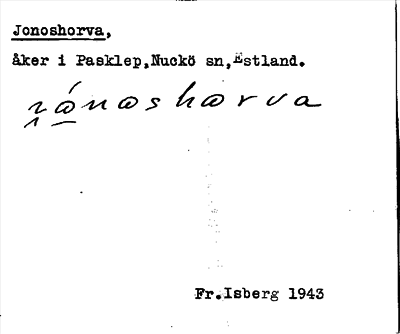 Jonoshorva,
åker i Pasklep,Nuckö sn,Estland.
Fr.Isberg 1943